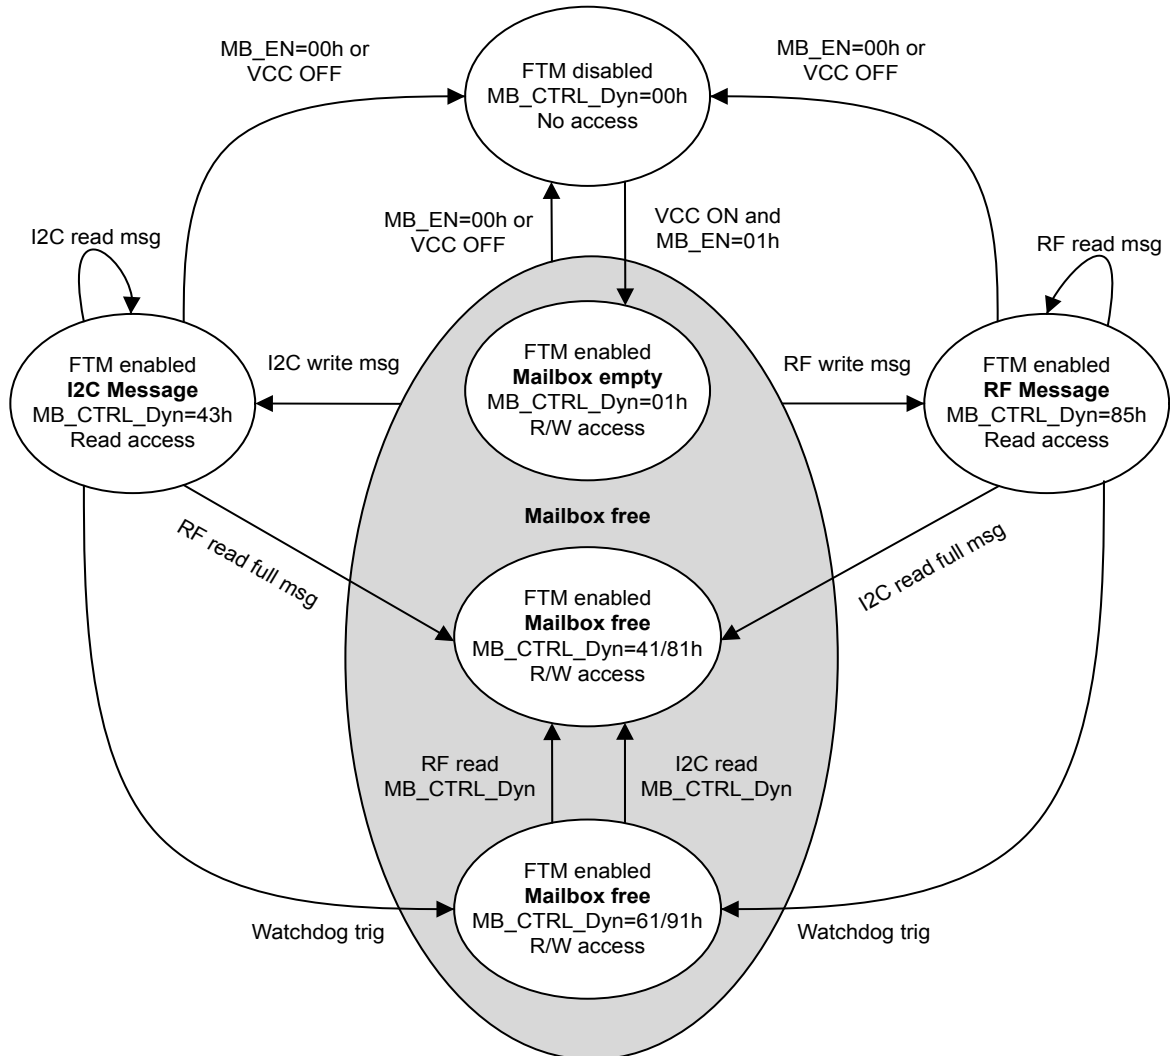 MB_EN=00h or
VCC OFF
FTM disabled
MB_CTRL_Dyn=00h
No access
MB_EN=00h or
VCC OFF
MB_EN=00h or
VCC OFF
VCC ON and
MB_EN=01h
I2C read msg
RF read msg
FTM enabled
I2C Message
MB_CTRL_Dyn=43h
Read access
I2C write msg
FTM enabled
Mailbox empty
MB_CTRL_Dyn=01h
R/W access
RF write msg
FTM enabled
RF Message
MB_CTRL_Dyn=85h
Read access
Mailbox free
RF read full msg
I2C read full msg
FTM enabled
Mailbox free
MB_CTRL_Dyn=41/81h
R/W access
RF read
MB_CTRL_Dyn
I2C read
MB_CTRL_Dyn
FTM enabled
Mailbox free
MB_CTRL_Dyn=61/91h
R/W access
Watchdog trig
Watchdog trig